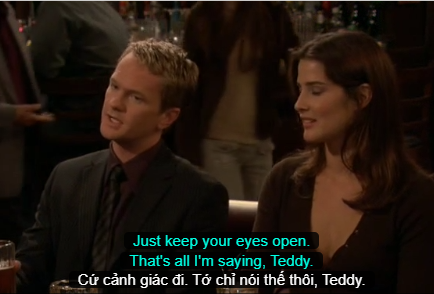 Just keep your eyes open.
That's all I'm saying, Teddy.
Cứ cảnh giác đi. Tớ chỉ nói thế thôi, Teddy.